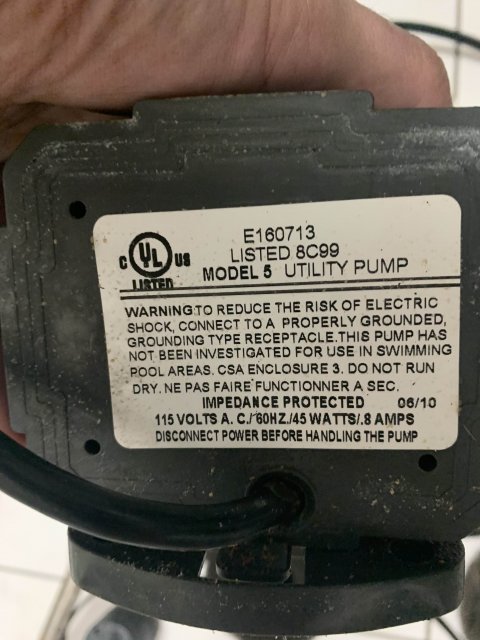 E160713
LISTED 8C99
C UL US
LISTED
MODEL 5 UTILITY PUMP
WARNING:TO REDUCE THE RISK OF ELECTRIC
SHOCK, CONNECT TO A PROPERLY GROUNDED,
GROUNDING TYPE RECEPTACLE.THIS PUMP HAS
NOT BEEN INVESTIGATED FOR USE IN SWIMMING
POOL AREAS. CSA ENCLOSURE 3. DO NOT RUN
DRY. NE PAS FAIRE FUNCTIONNER A SEC.
IMPEDANCE PROTECTED 06/10
115 VOLTS A. C./60HZ./45 WATTS/.8 AMPS
DISCONNECT POWER BEFORE HANDLING THE PUMP